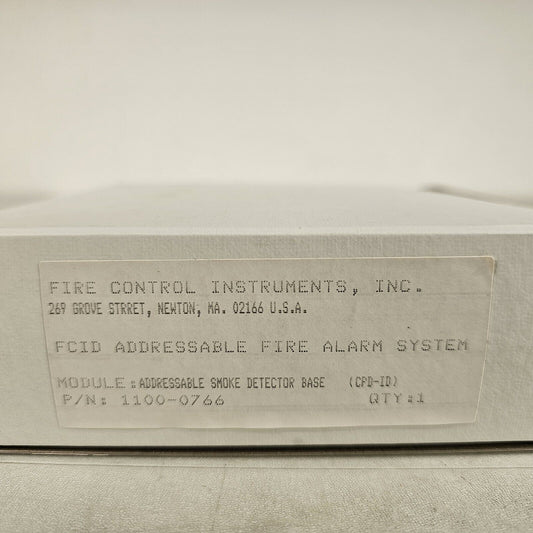 FIRE CONTROL INSTRUMENTS, INC.
269 GROVE STRRET, NEWTON, MA. 02166 U.S.A.
FCID ADDRESSABLE FIRE ALARM SYSTEM
MODULE: ADDRESSABLE SMOKE DETECTOR BASE (CPD-ID)
P/N: 1100-0766 QTY:1